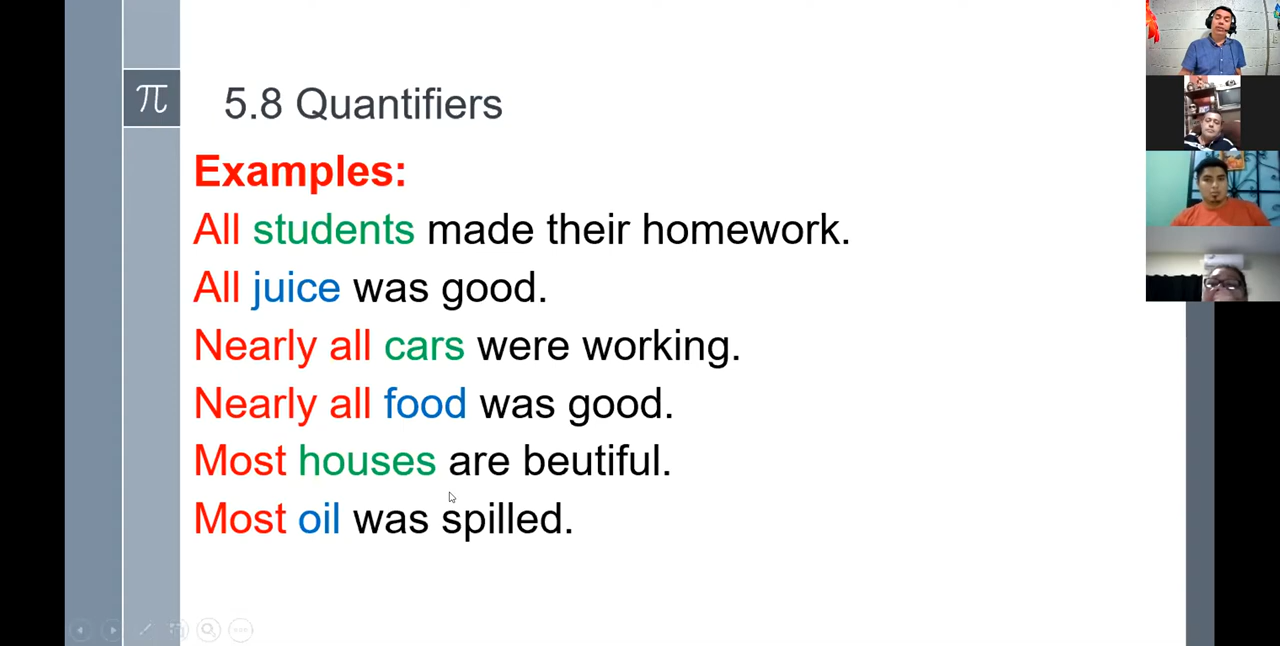 π
5.8 Quantifiers
Examples:
All students made their homework.
All juice was good.
Nearly all cars were working.
Nearly all food was good.
Most houses are beutiful.
Most oil was spilled.